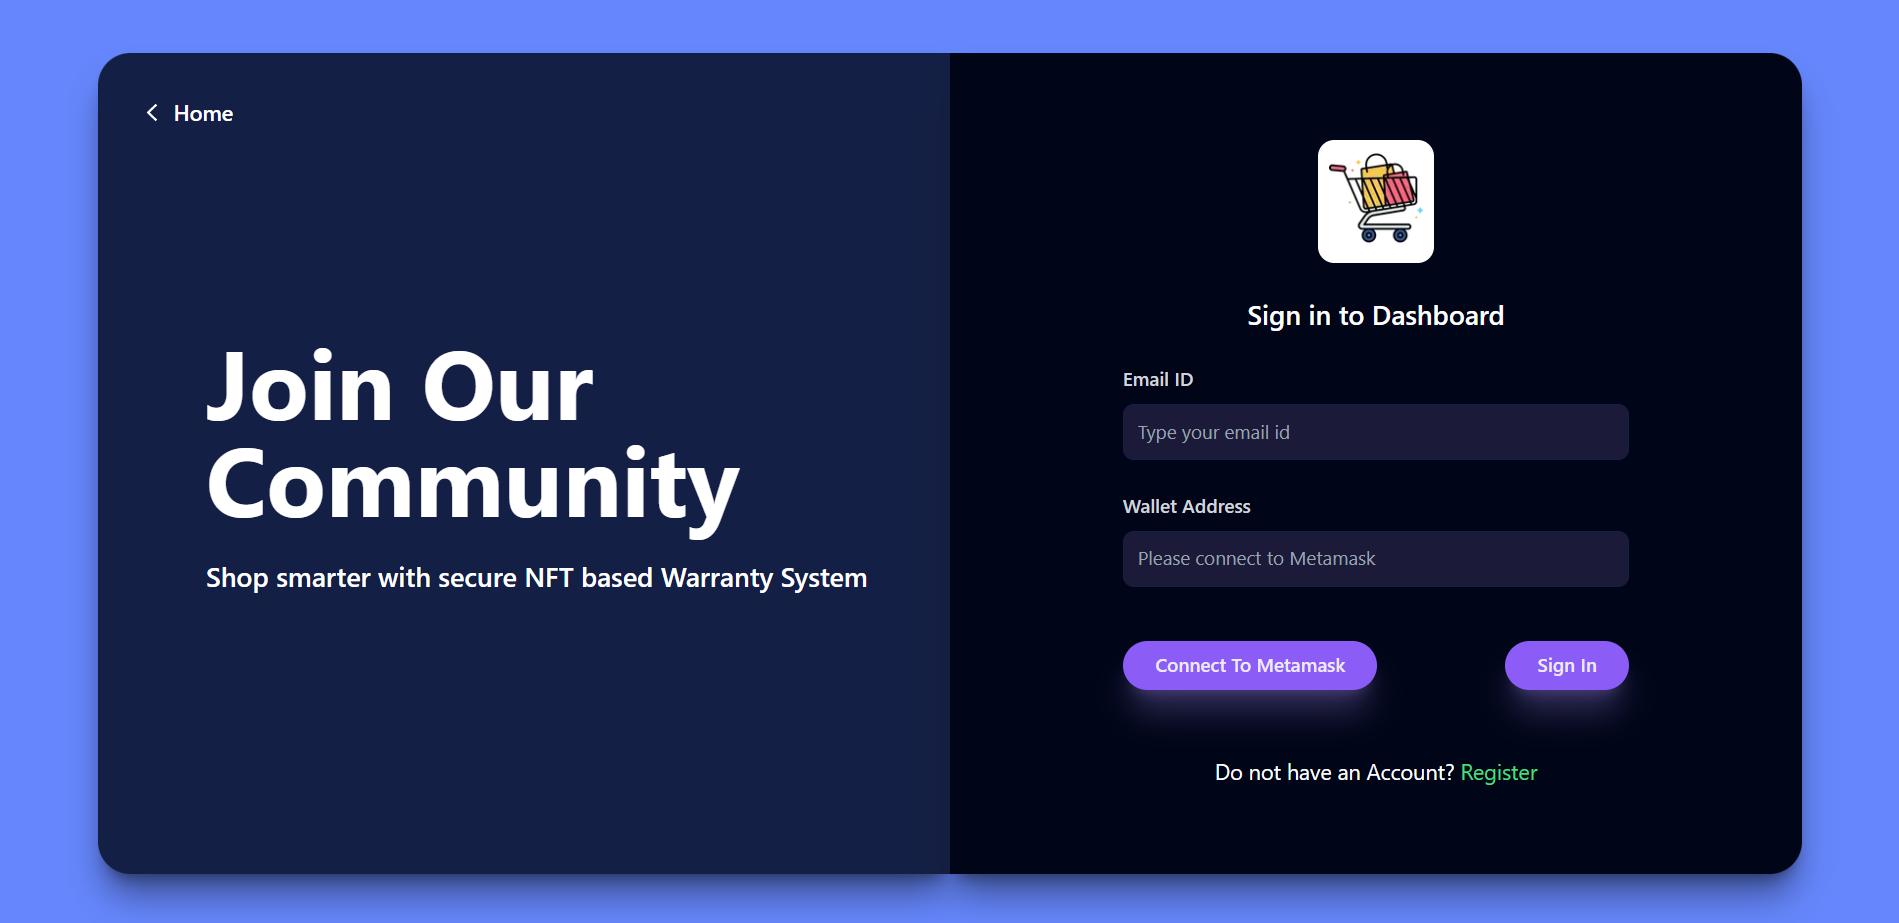 Home
Join Our
Community
Shop smarter with secure NFT based Warranty System
Sign in to Dashboard
Email ID
Type your email id
Wallet Address
Please connect to Metamask
Connect To Metamask
Sign In
Do not have an Account? Register